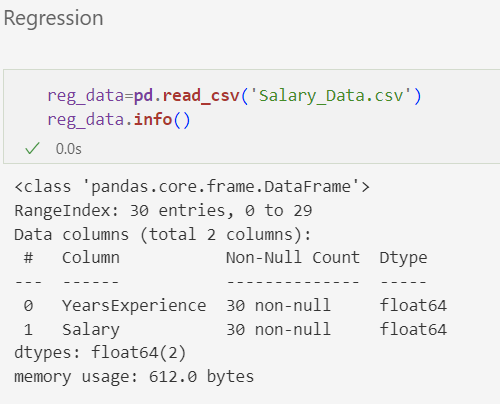 Regression
reg_data=pd.read_csv('Salary_Data.csv')
reg_data.info()
✓ 0.0s
<class 'pandas.core.frame.DataFrame'>
RangeIndex: 30 entries, 0 to 29
Data columns (total 2 columns):
 #   Column           Non-Null Count  Dtype
---  ------           --------------  -----
 0   YearsExperience  30 non-null     float64
 1   Salary           30 non-null     float64
dtypes: float64(2)
memory usage: 612.0 bytes